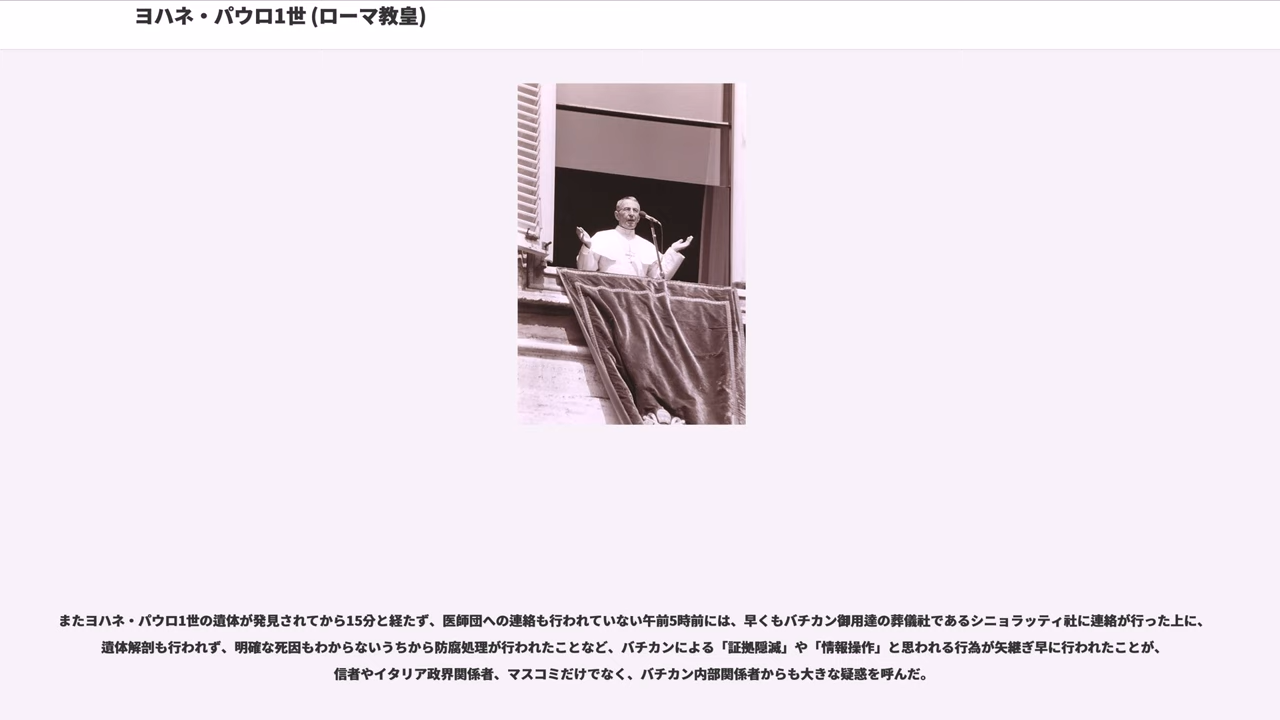 ヨハネ・パウロ1世 (ローマ教皇)
またヨハネ・パウロ1世の遺体が発見されてから15分と経たず、医師団への連絡も行われていない午前5時前には、早くもバチカン御用達の葬儀社であるシニョラッティ社に連絡が行った上に、
遺体解剖も行われず、明確な死因もわからないうちから防腐処理が行われたことなど、バチカンによる「証拠隠滅」や「情報操作」と思われる行為が矢継ぎ早に行われたことが、
信者やイタリア政界関係者、マスコミだけでなく、バチカン内部関係者からも大きな疑惑を呼んだ。